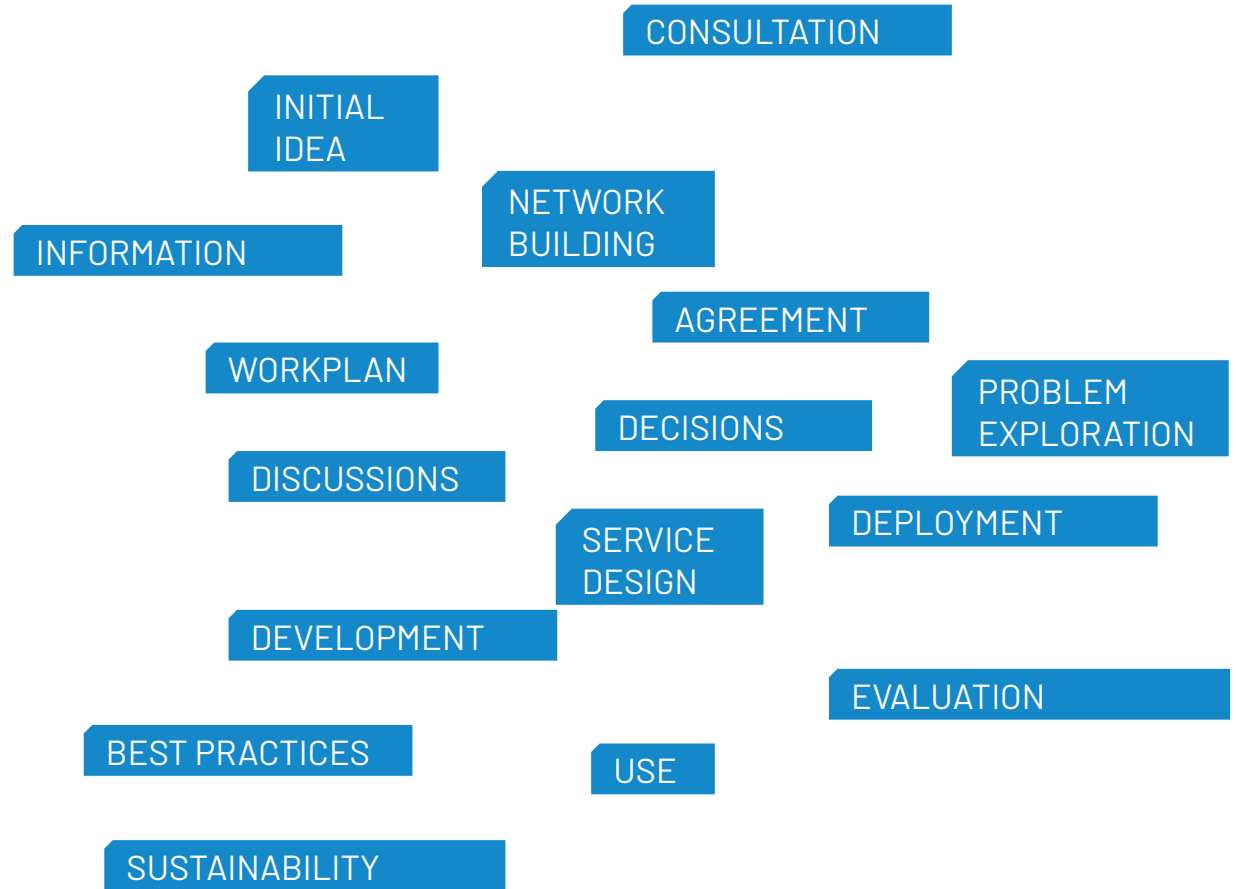 CONSULTATION
INITIAL
IDEA
NETWORK
BUILDING
INFORMATION
AGREEMENT
WORKPLAN
PROBLEM
EXPLORATION
DECISIONS
DISCUSSIONS
DEPLOYMENT
SERVICE
DESIGN
DEVELOPMENT
EVALUATION
BEST PRACTICES
USE
SUSTAINABILITY